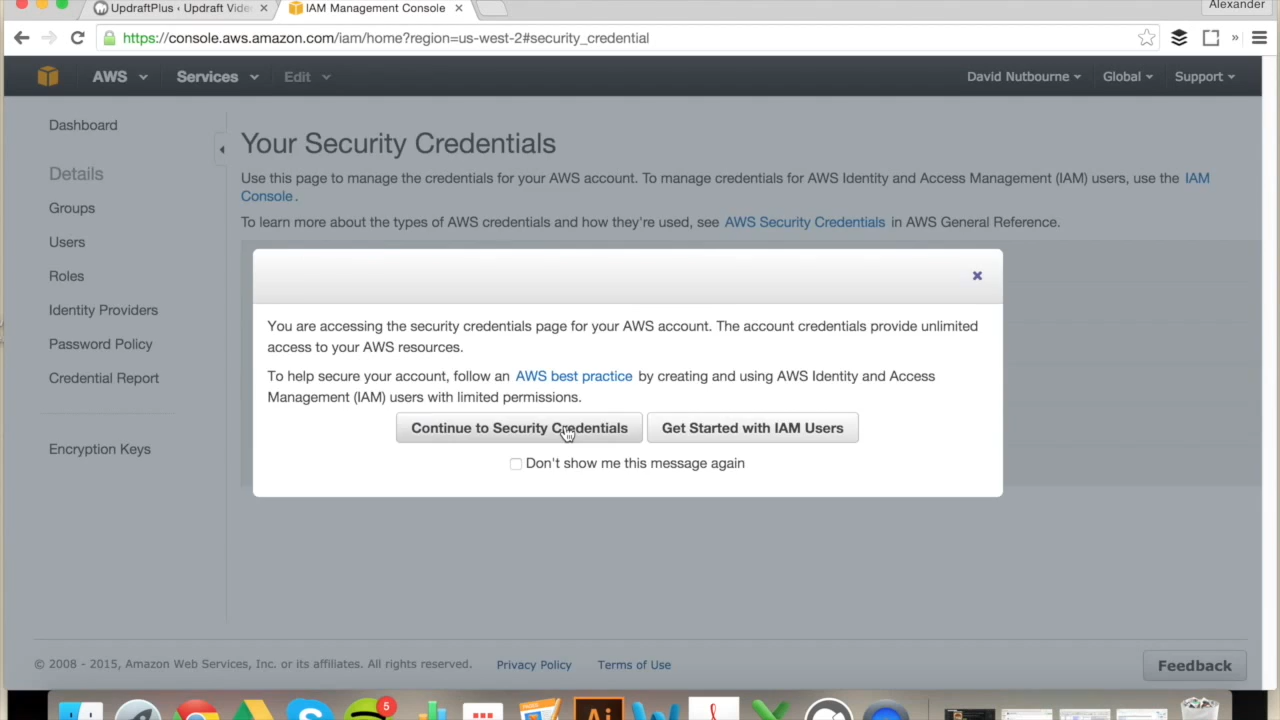 UpdraftPlus ‹ Updraft Vide
IAM Management Console
Alexander
https://console.aws.amazon.com/iam/home?region=us-west-2#security_credential
AWS
Services
Edit
David Nutbourne
Global
Support
Dashboard
Details
Groups
Users
Roles
Identity Providers
Password Policy
Credential Report
Encryption Keys
Your Security Credentials
Use this page to manage the credentials for your AWS account. To manage credentials for AWS Identity and Access Management (IAM) users, use the IAM
Console.
To learn more about the types of AWS credentials and how they're used, see AWS Security Credentials in AWS General Reference.
You are accessing the security credentials page for your AWS account. The account credentials provide unlimited
access to your AWS resources.
To help secure your account, follow an AWS best practice by creating and using AWS Identity and Access
Management (IAM) users with limited permissions.
Continue to Security Credentials
Get Started with IAM Users
Don't show me this message again
© 2008 - 2015, Amazon Web Services, Inc. or its affiliates. All rights reserved.
Privacy Policy
Terms of Use
Feedback
5
Ai